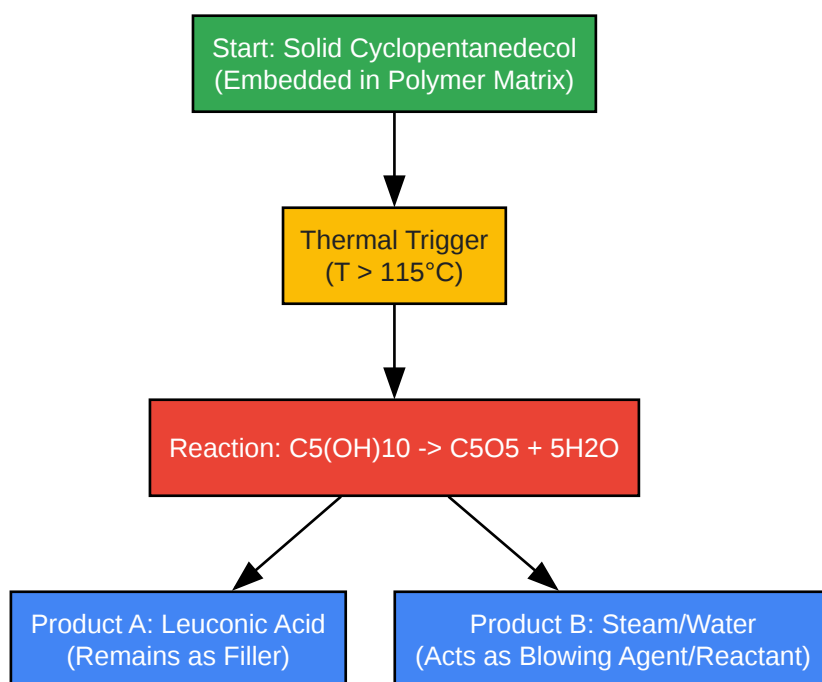 Start: Solid Cyclopentanedecol
(Embedded in Polymer Matrix)
Thermal Trigger
(T > 115°C)
Reaction: C5(OH)10 -> C5O5 + 5H2O
Product A: Leuconic Acid
(Remains as Filler)
Product B: Steam/Water
(Acts as Blowing Agent/Reactant)